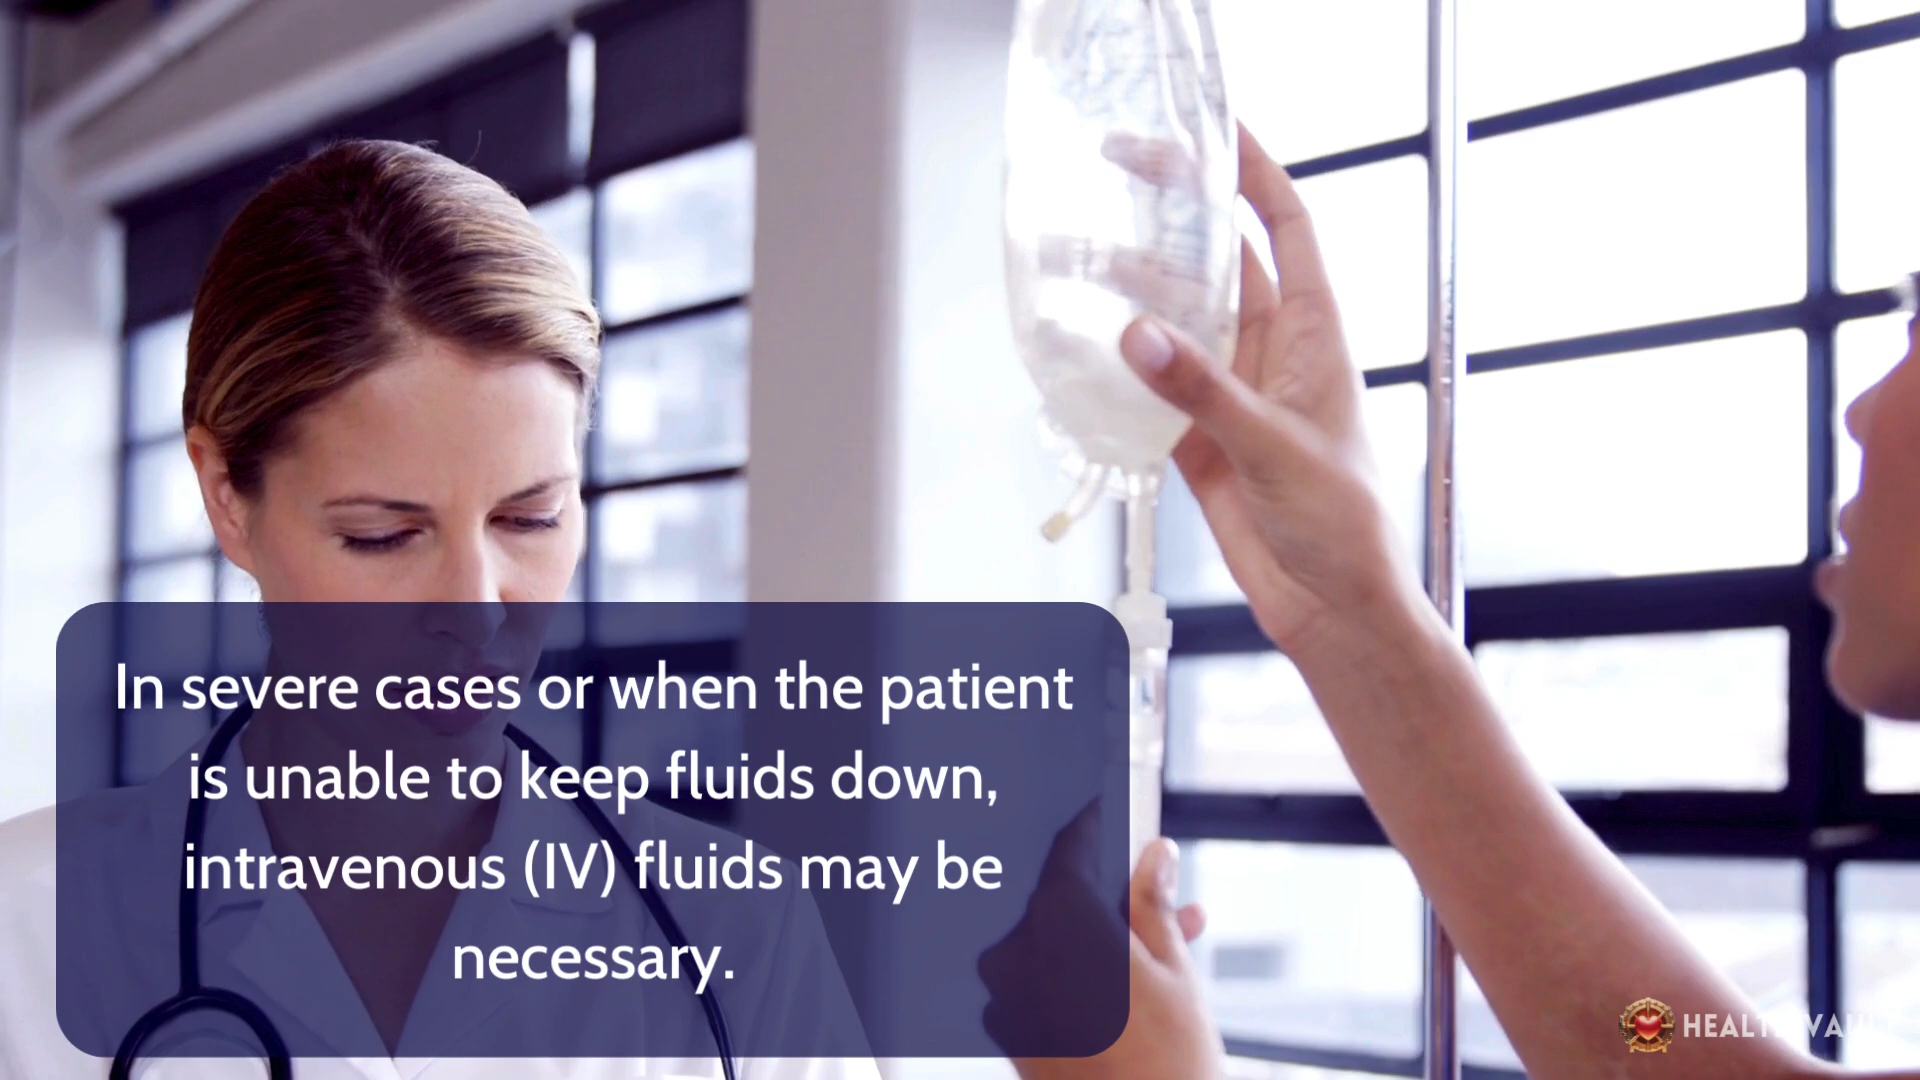 In severe cases or when the patient
is unable to keep fluids down,
intravenous (IV) fluids may be
necessary.